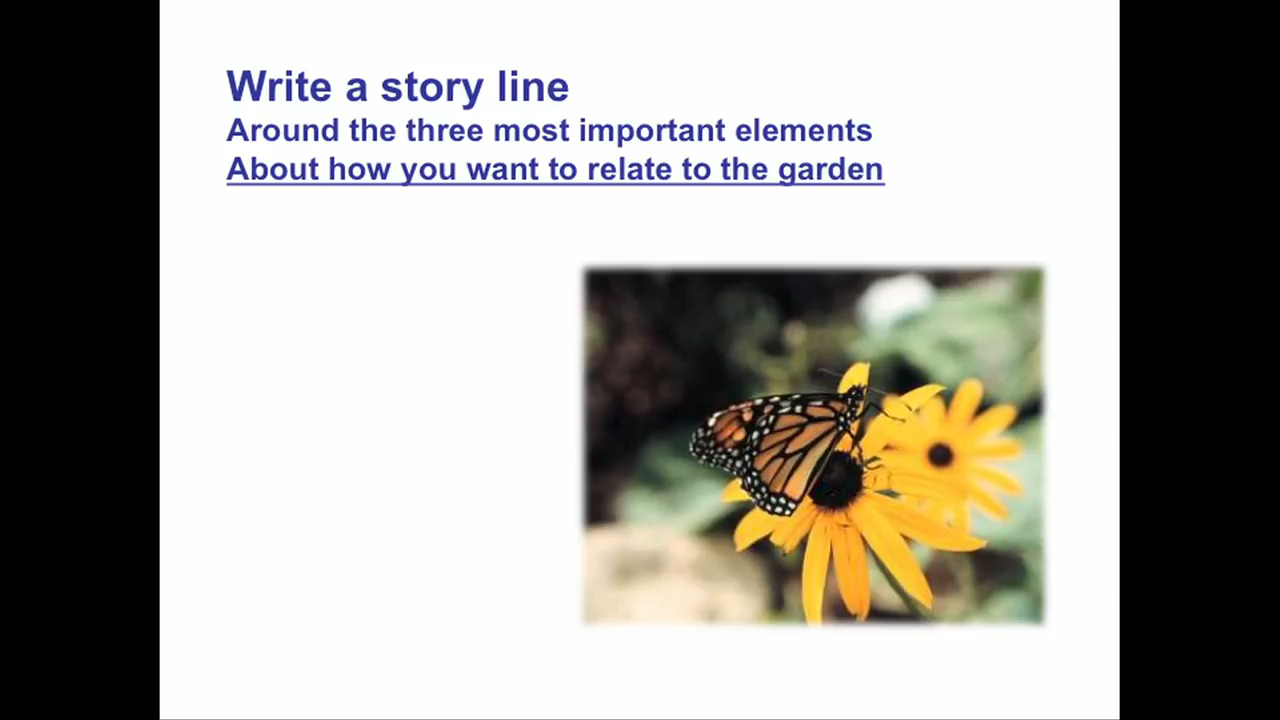 Write a story line
Around the three most important elements
About how you want to relate to the garden